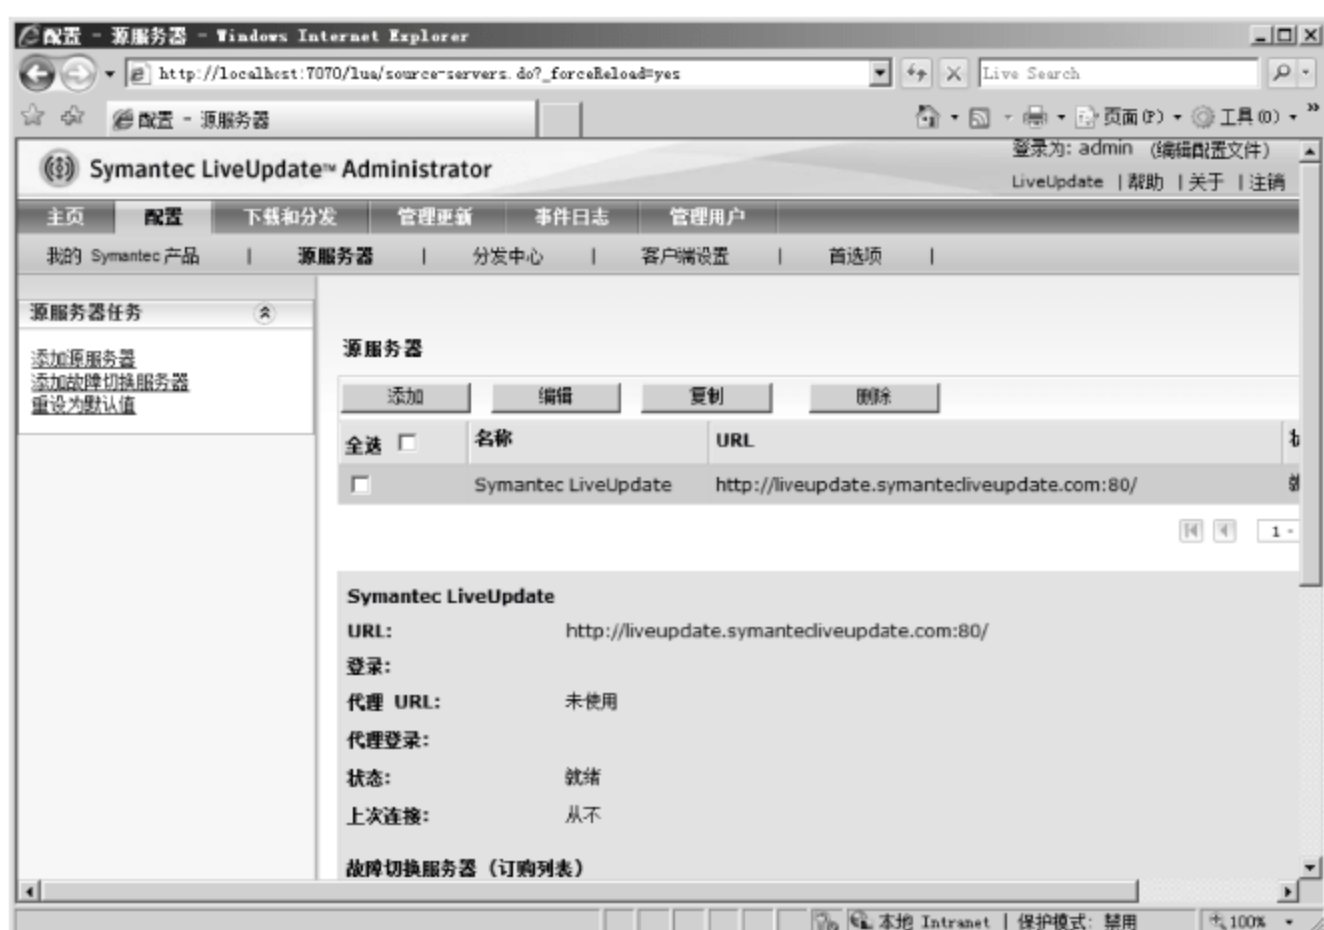 配置 - 源服务器 - Windows Internet Explorer
http://localhost:7070/lua/source-servers.do?_forceReload=yes
Live Search
配置 - 源服务器
页面(P) 工具(O) »
Symantec LiveUpdate™ Administrator
登录为: admin (编辑配置文件)
LiveUpdate | 帮助 | 关于 | 注销
主页 配置 下载和分发 管理更新 事件日志 管理用户
我的 Symantec 产品 | 源服务器 | 分发中心 | 客户端设置 | 首选项 |
源服务器任务
添加源服务器
添加故障切换服务器
重设为默认值
源服务器
添加 编辑 复制 删除
全选 名称 URL
Symantec LiveUpdate http://liveupdate.symantecliveupdate.com:80/
1 -
Symantec LiveUpdate
URL: http://liveupdate.symantecliveupdate.com:80/
登录:
代理 URL: 未使用
代理登录:
状态: 就绪
上次连接: 从不
故障切换服务器（订购列表）
本地 Intranet | 保护模式: 禁用
100%